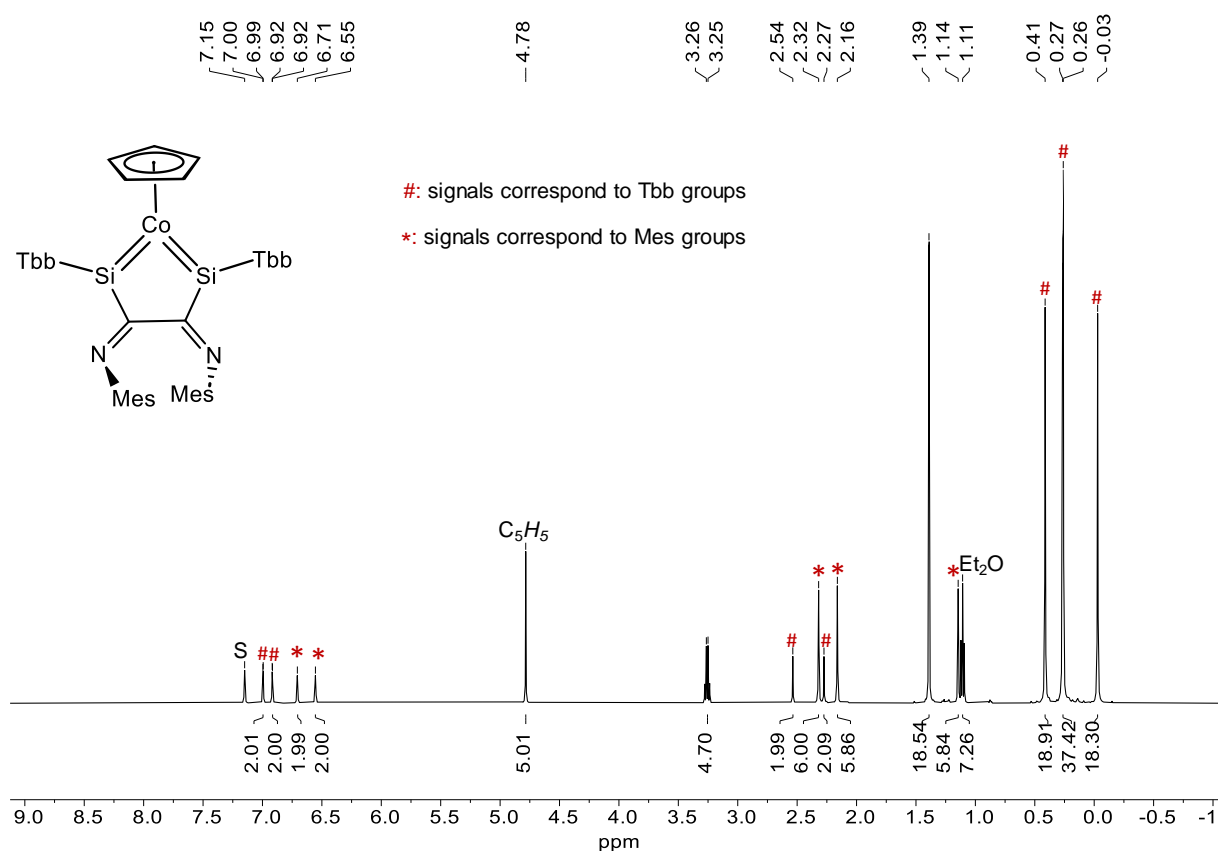 7.15 7.00 6.99 6.92 6.92 6.71 6.55 4.78 3.26 3.25 2.54 2.32 2.27 2.16 1.39 1.14 1.11 0.41 0.27 0.26 -0.03
#
#: signals correspond to Tbb groups
Co
*: signals correspond to Mes groups
Tbb Si Si Tbb
# #
N N
Mes Mes
C5H5
* * * Et2O
S # # * * # #
2.01 2.00 1.99 2.00 5.01 4.70 1.99 6.00 2.09 5.86 18.54 5.84 7.26 18.91 37.42 18.30
9.0 8.5 8.0 7.5 7.0 6.5 6.0 5.5 5.0 4.5 4.0 3.5 3.0 2.5 2.0 1.5 1.0 0.5 0.0 -0.5 -1
ppm